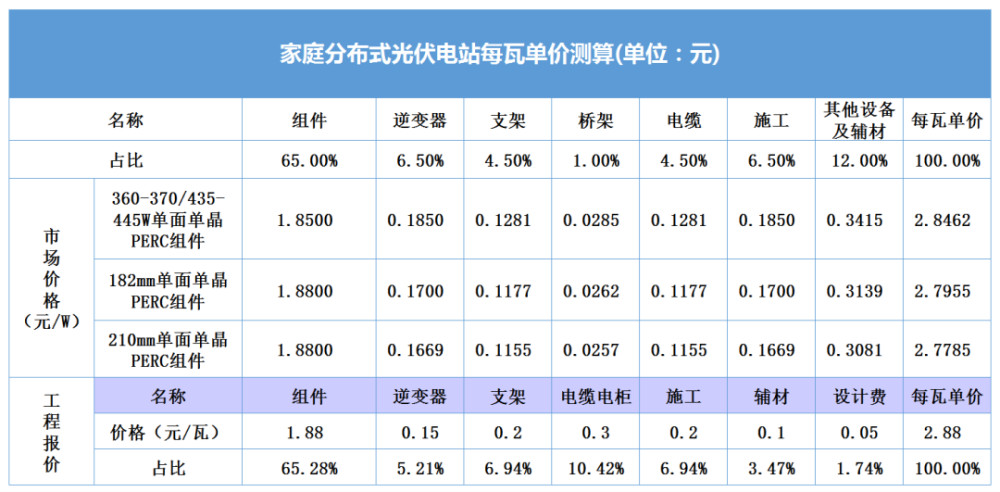 家庭分布式光伏电站每瓦单价测算(单位：元)
名称 组件 逆变器 支架 桥架 电缆 施工 其他设备及辅材 每瓦单价
占比 65.00% 6.50% 4.50% 1.00% 4.50% 6.50% 12.00% 100.00%
市场价格（元/W）
360-370/435-445W单面单晶PERC组件 1.8500 0.1850 0.1281 0.0285 0.1281 0.1850 0.3415 2.8462
182mm单面单晶PERC组件 1.8800 0.1700 0.1177 0.0262 0.1177 0.1700 0.3139 2.7955
210mm单面单晶PERC组件 1.8800 0.1669 0.1155 0.0257 0.1155 0.1669 0.3081 2.7785
工程报价
名称 组件 逆变器 支架 电缆电柜 施工 辅材 设计费 每瓦单价
价格（元/瓦） 1.88 0.15 0.2 0.3 0.2 0.1 0.05 2.88
占比 65.28% 5.21% 6.94% 10.42% 6.94% 3.47% 1.74% 100.00%